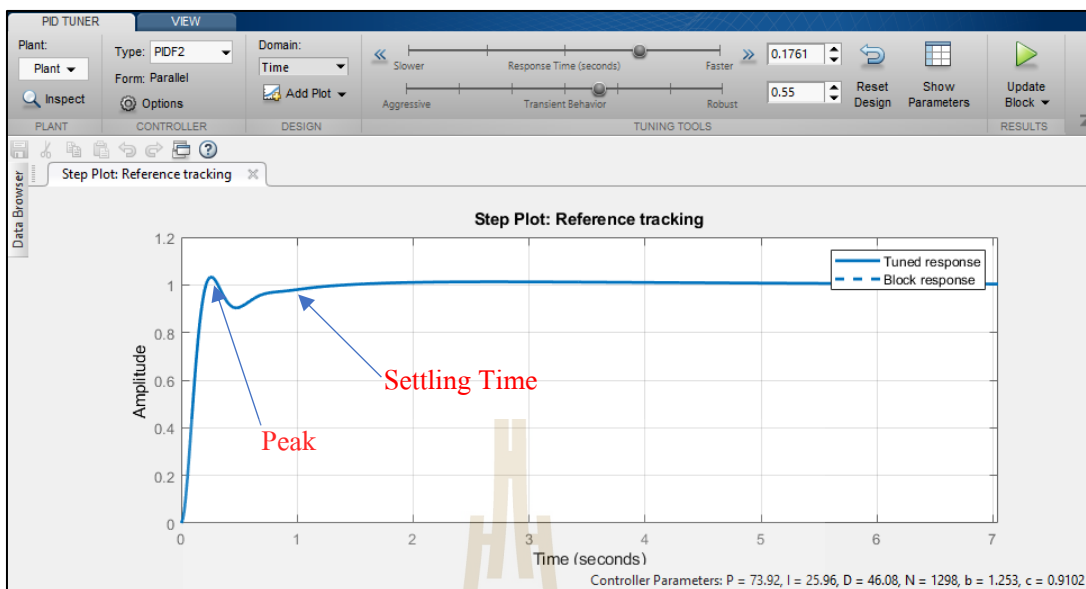 PID TUNER
VIEW
Plant:
Plant
Inspect
PLANT
Type: PIDF2
Form: Parallel
Options
CONTROLLER
Domain:
Time
Add Plot
DESIGN
Slower Response Time (seconds) Faster 0.1761
Aggressive Transient Behavior Robust 0.55
TUNING TOOLS
Reset
Design
Show
Parameters
Update
Block
RESULTS
Data Browser
Step Plot: Reference tracking
Step Plot: Reference tracking
Tuned response
Block response
Amplitude
1.2
1
0.8
0.6
0.4
0.2
0
Peak
Settling Time
0 1 2 3 4 5 6 7
Time (seconds)
Controller Parameters: P = 73.92, I = 25.96, D = 46.08, N = 1298, b = 1.253, c = 0.9102